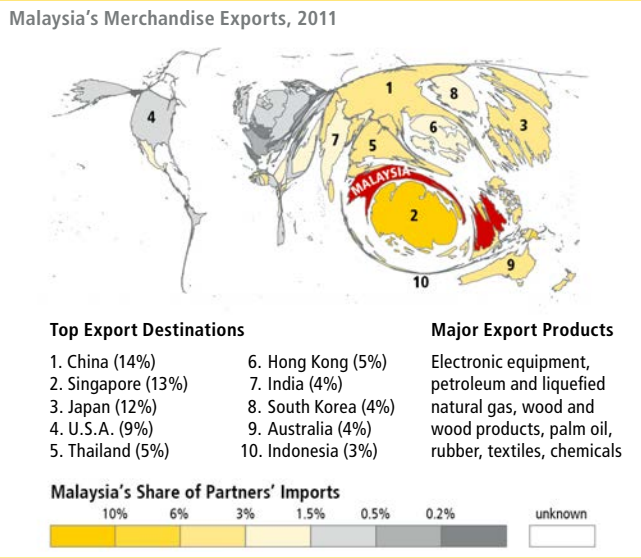 Malaysia's Merchandise Exports, 2011
1
8
4
3
6
7
5
MALAYSIA
2
9
10
Top Export Destinations
1. China (14%)
2. Singapore (13%)
3. Japan (12%)
4. U.S.A. (9%)
5. Thailand (5%)
6. Hong Kong (5%)
7. India (4%)
8. South Korea (4%)
9. Australia (4%)
10. Indonesia (3%)
Major Export Products
Electronic equipment,
petroleum and liquefied
natural gas, wood and
wood products, palm oil,
rubber, textiles, chemicals
Malaysia's Share of Partners' Imports
10% 6% 3% 1.5% 0.5% 0.2% unknown